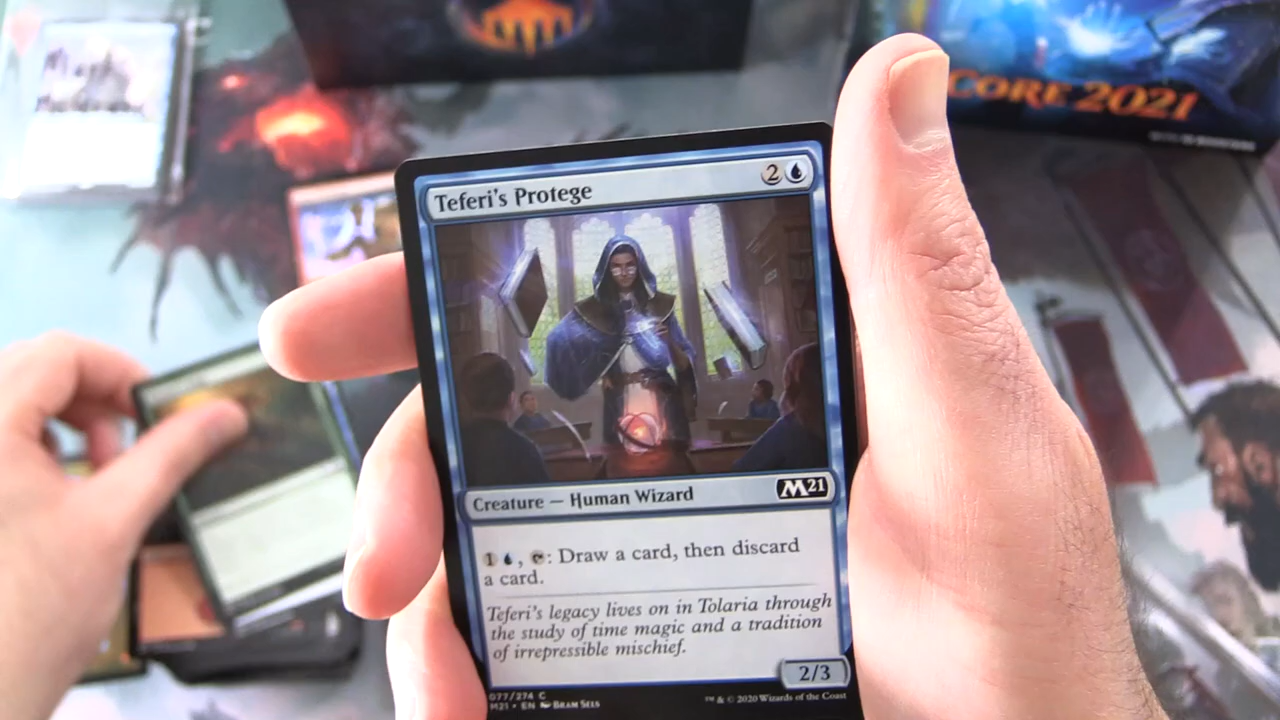 CORE 2021
Teferi's Protege
2
Creature — Human Wizard
M21
1 , : Draw a card, then discard
a card.
Teferi's legacy lives on in Tolaria through
the study of time magic and a tradition
of irrepressible mischief.
2/3
077/274 C
M21 • EN Bram Sels
™ & © 2020 Wizards of the Coast